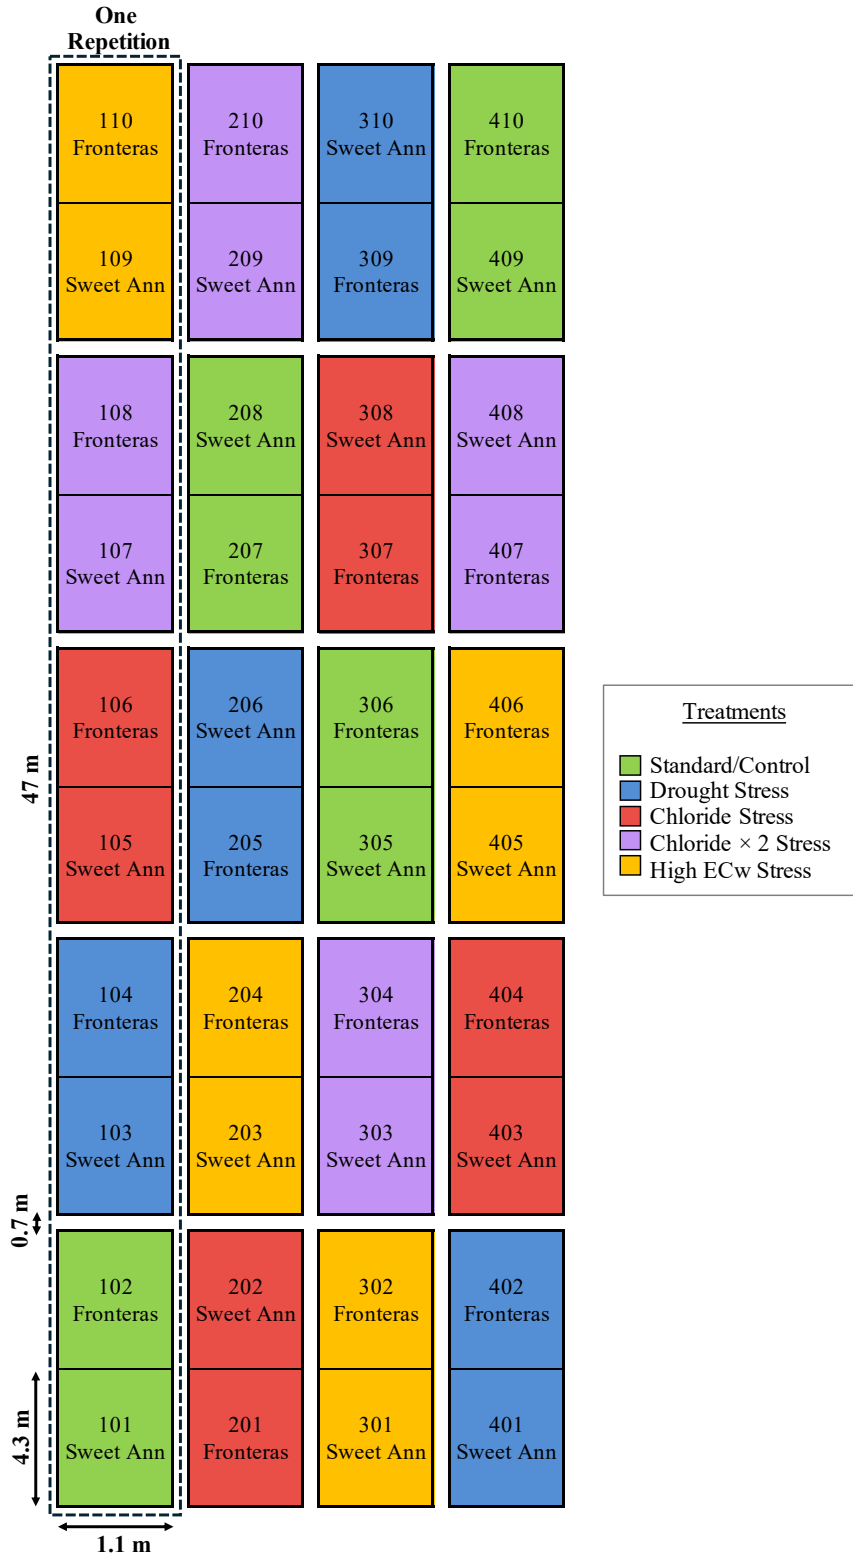 One
Repetition
110
Fronteras
210
Fronteras
310
Sweet Ann
410
Fronteras
109
Sweet Ann
209
Sweet Ann
309
Fronteras
409
Sweet Ann
108
Fronteras
208
Sweet Ann
308
Sweet Ann
408
Sweet Ann
107
Sweet Ann
207
Fronteras
307
Fronteras
407
Fronteras
106
Fronteras
206
Sweet Ann
306
Fronteras
406
Fronteras
105
Sweet Ann
205
Fronteras
305
Sweet Ann
405
Sweet Ann
104
Fronteras
204
Fronteras
304
Fronteras
404
Fronteras
103
Sweet Ann
203
Sweet Ann
303
Sweet Ann
403
Sweet Ann
102
Fronteras
202
Sweet Ann
302
Fronteras
402
Fronteras
101
Sweet Ann
201
Fronteras
301
Sweet Ann
401
Sweet Ann
47 m
0.7 m
4.3 m
1.1 m
Treatments
Standard/Control
Drought Stress
Chloride Stress
Chloride × 2 Stress
High ECw Stress